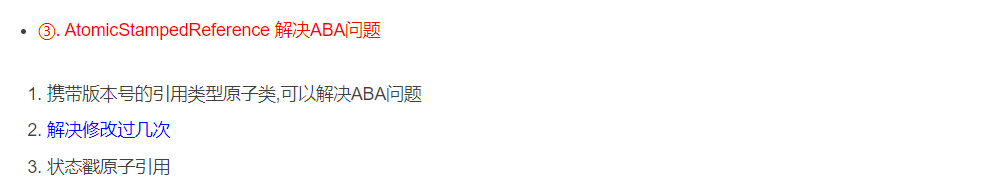 ③. AtomicStampedReference 解决ABA问题
1. 携带版本号的引用类型原子类,可以解决ABA问题
2. 解决修改过几次
3. 状态戳原子引用